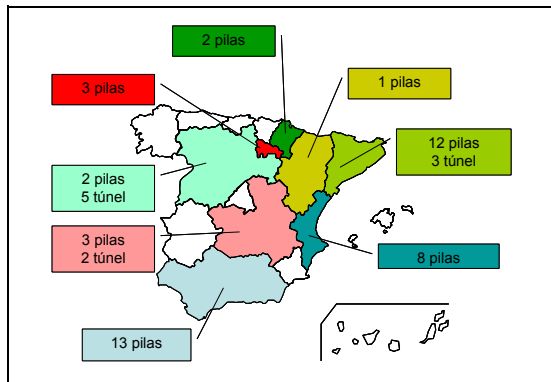 2 pilas
3 pilas
1 pilas
12 pilas
3 túnel
2 pilas
5 túnel
3 pilas
2 túnel
8 pilas
13 pilas